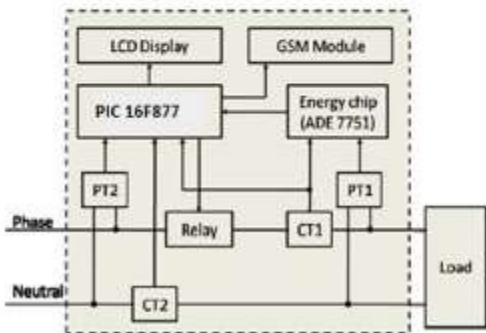 LCD Display
GSM Module
PIC 16F877
Energy chip
(ADE 7751)
PT2
PT1
Phase
Relay
CT1
Load
Neutral
CT2